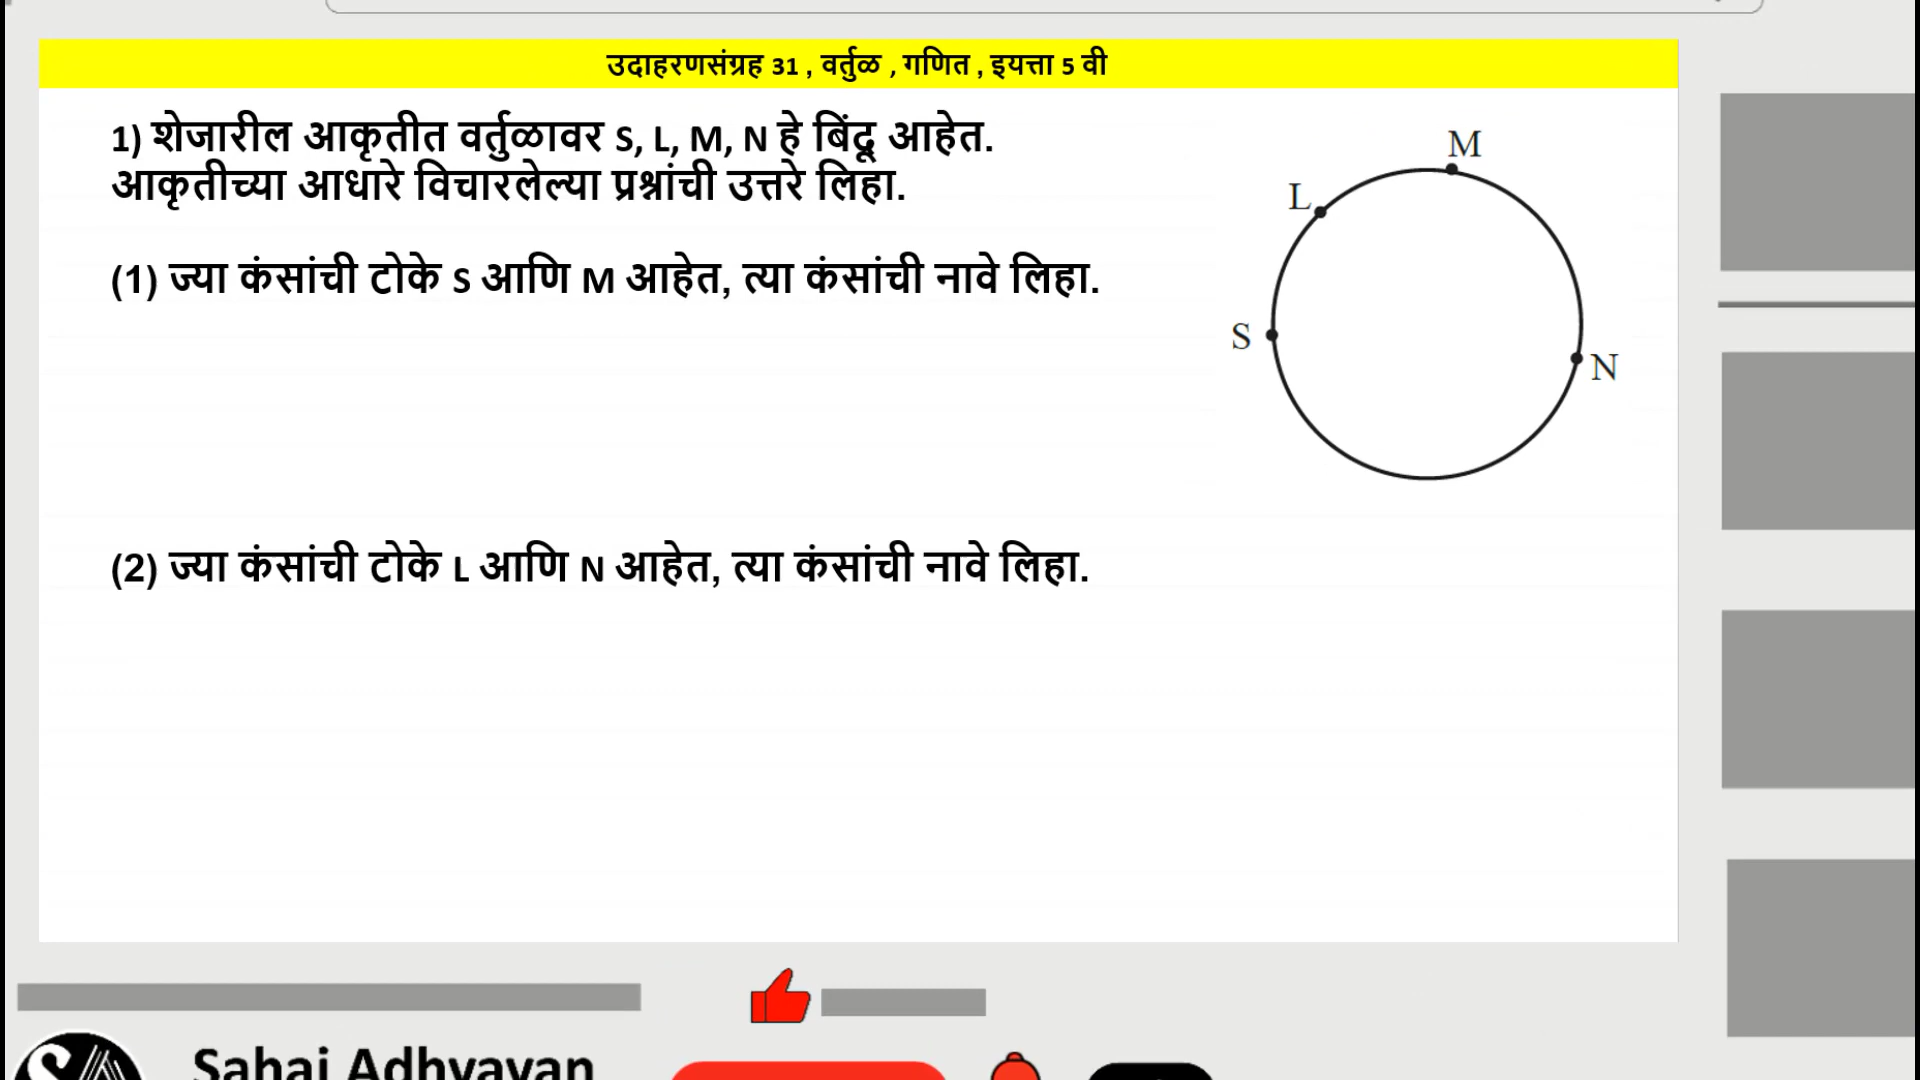 उदाहरणसंग्रह 31 , वर्तुळ , गणित , इयत्ता 5 वी
1) शेजारील आकृतीत वर्तुळावर S, L, M, N हे बिंदू आहेत.
आकृतीच्या आधारे विचारलेल्या प्रश्नांची उत्तरे लिहा.
M
L
(1) ज्या कंसांची टोके S आणि M आहेत, त्या कंसांची नावे लिहा.
S
N
(2) ज्या कंसांची टोके L आणि N आहेत, त्या कंसांची नावे लिहा.
Sahaj Adhyayan